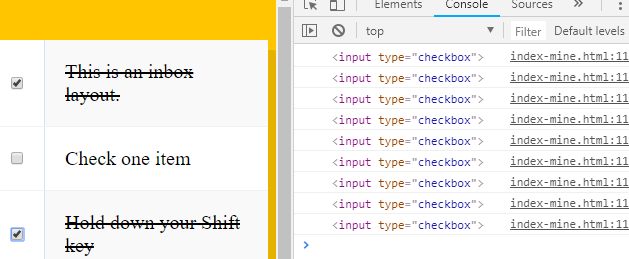 Elements Console Sources
top Filter Default levels
This is an inbox
layout.
Check one item
Hold down your Shift
key
<input type="checkbox"> index-mine.html:11
<input type="checkbox"> index-mine.html:11
<input type="checkbox"> index-mine.html:11
<input type="checkbox"> index-mine.html:11
<input type="checkbox"> index-mine.html:11
<input type="checkbox"> index-mine.html:11
<input type="checkbox"> index-mine.html:11
<input type="checkbox"> index-mine.html:11
<input type="checkbox"> index-mine.html:11